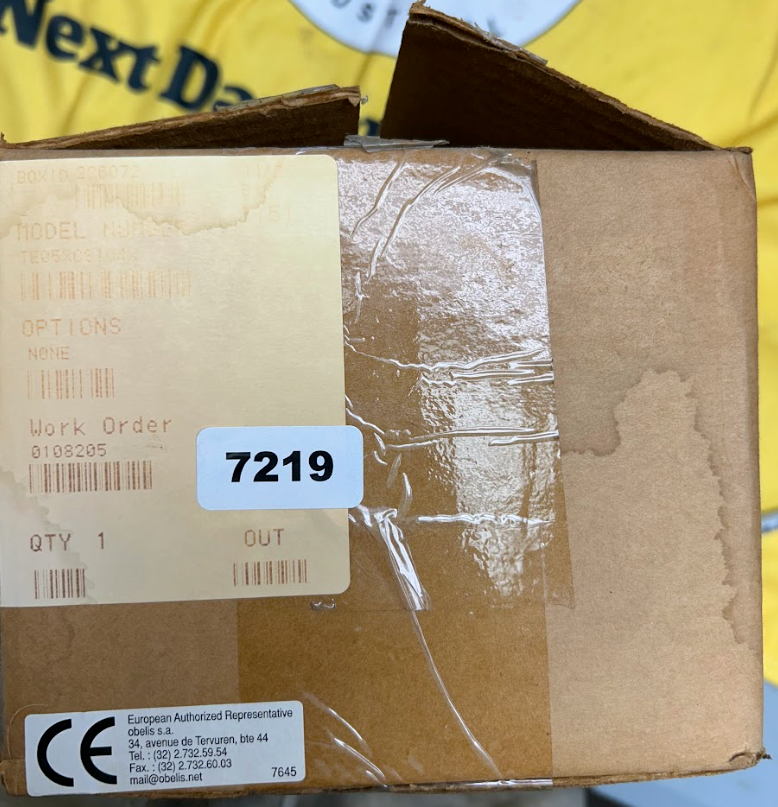 Next Da
BOXID 326072
MODEL
OPTIONS
NONE
Work Order
0108205
7219
QTY 1
OUT
European Authorized Representative
obelis s.a.
34, avenue de Tervuren, bte 44
Tel. : (32) 2.732.59.54
Fax. : (32) 2.732.60.03
mail@obelis.net
7645
CE